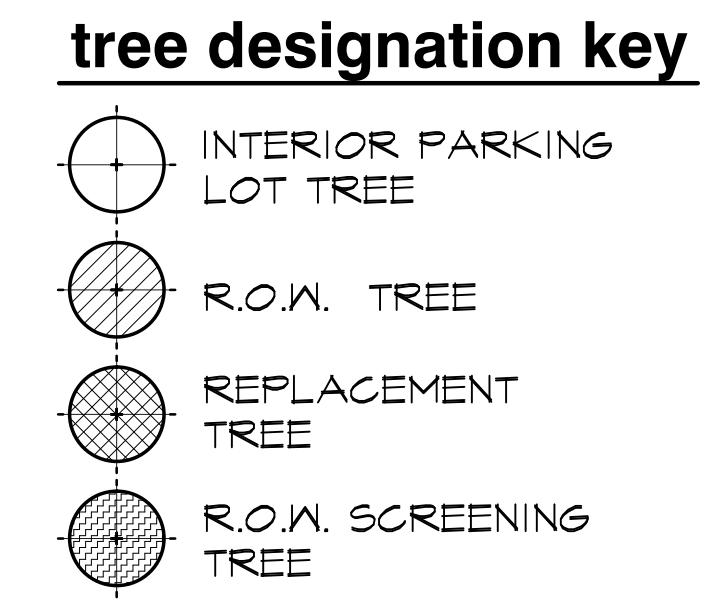 tree designation key
INTERIOR PARKING
LOT TREE
R.O.W. TREE
REPLACEMENT
TREE
R.O.W. SCREENING
TREE